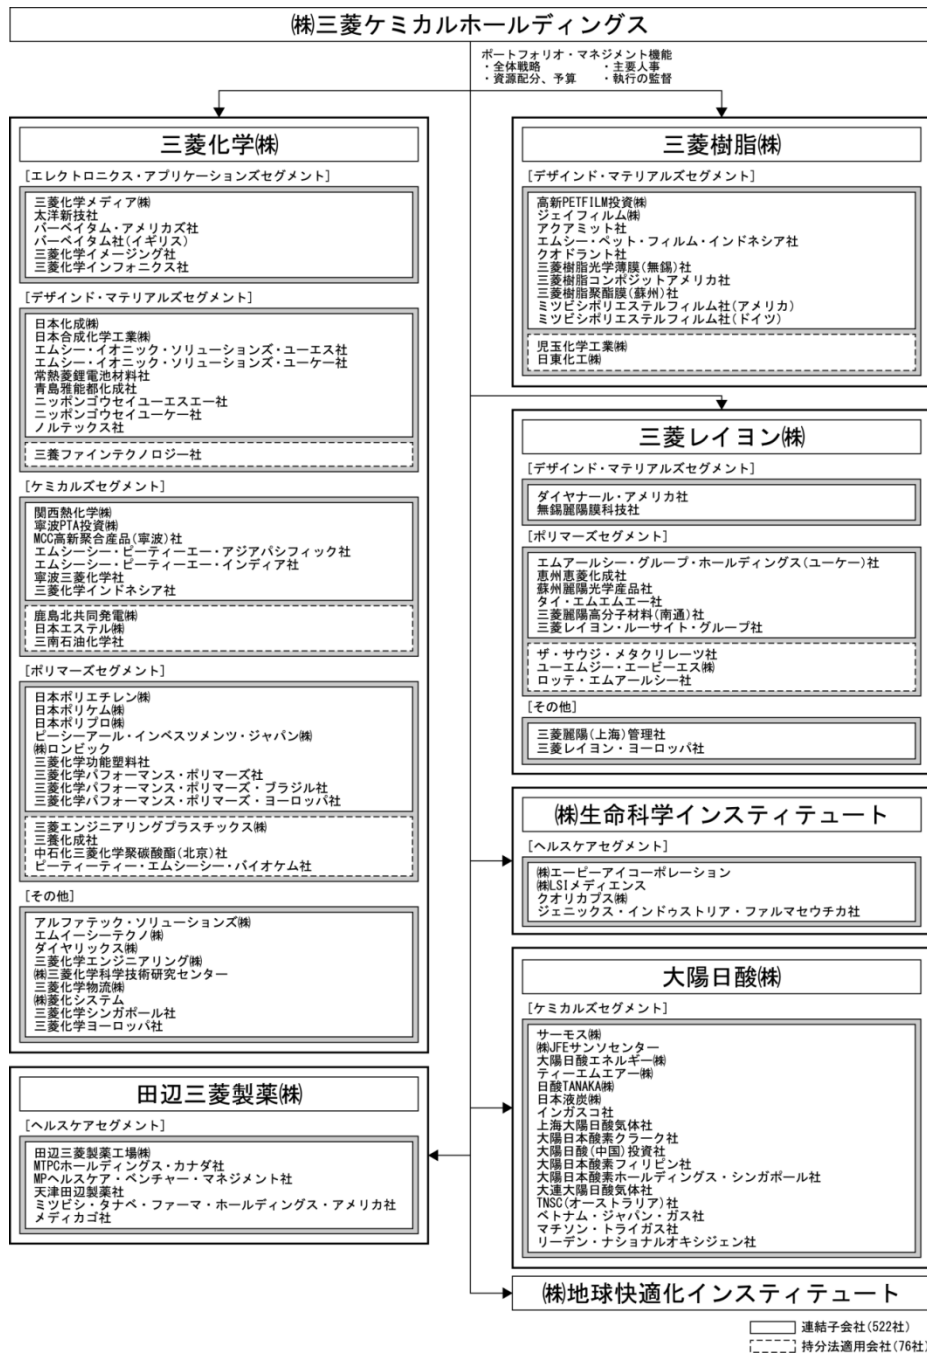 ㈱三菱ケミカルホールディングス
ポートフォリオ・マネジメント機能
・全体戦略　・主要人事
・資源配分、予算　・執行の監督
三菱化学㈱
[エレクトロニクス・アプリケーションズセグメント]
三菱化学メディア㈱
太洋新技社
バーベイタム・アメリカズ社
バーベイタム社(イギリス)
三菱化学イメージング社
三菱化学インフォニクス社
[デザインド・マテリアルズセグメント]
日本化成㈱
日本合成化学工業㈱
エムシー・イオニック・ソリューションズ・ユーエス社
エムシー・イオニック・ソリューションズ・ユーケー社
常熟菱鋰電池材料社
青島雅能都化成社
ニッポンゴウセイユーエスエー社
ニッポンゴウセイユーケー社
ノルテックス社
三養ファインテクノロジー社
[ケミカルズセグメント]
関西熱化学㈱
寧波PTA投資㈱
MCC高新聚合産品(寧波)社
エムシーシー・ピーティーエー・アジアパシフィック社
エムシーシー・ピーティーエー・インディア社
寧波三菱化学社
三菱化学インドネシア社
鹿島北共同発電㈱
日本エステル㈱
三南石油化学社
[ポリマーズセグメント]
日本ポリエチレン㈱
日本ポリケム㈱
日本ポリプロ㈱
ピーシーアール・インベスツメンツ・ジャパン㈱
㈱ロンビック
三菱化学功能塑料社
三菱化学パフォーマンス・ポリマーズ社
三菱化学パフォーマンス・ポリマーズ・ブラジル社
三菱化学パフォーマンス・ポリマーズ・ヨーロッパ社
三菱エンジニアリングプラスチックス㈱
三養化成社
中石化三菱化学聚碳酸酯(北京)社
ピーティーティー・エムシーシー・バイオケム社
[その他]
アルファテック・ソリューションズ㈱
エムイーシーテクノ㈱
ダイヤリックス㈱
三菱化学エンジニアリング㈱
㈱三菱化学科学技術研究センター
三菱化学物流㈱
㈱菱化システム
三菱化学シンガポール社
三菱化学ヨーロッパ社
田辺三菱製薬㈱
[ヘルスケアセグメント]
田辺三菱製薬工場㈱
MTPCホールディングス・カナダ社
MPヘルスケア・ベンチャー・マネジメント社
天津田辺製薬社
ミツビシ・タナベ・ファーマ・ホールディングス・アメリカ社
メディカゴ社
三菱樹脂㈱
[デザインド・マテリアルズセグメント]
高新PETFILM投資㈱
ジェイフィルム㈱
アクアミット社
エムシー・ペット・フィルム・インドネシア社
クオドラント社
三菱樹脂光学薄膜(無錫)社
三菱樹脂コンポジットアメリカ社
三菱樹脂聚酯膜(蘇州)社
ミツビシポリエステルフィルム社(アメリカ)
ミツビシポリエステルフィルム社(ドイツ)
児玉化学工業㈱
日東化工㈱
三菱レイヨン㈱
[デザインド・マテリアルズセグメント]
ダイヤナール・アメリカ社
無錫麗陽膜科技社
[ポリマーズセグメント]
エムアールシー・グループ・ホールディングス(ユーケー)社
恵州恵菱化成社
蘇州麗陽光学産品社
タイ・エムエムエー社
三菱麗陽高分子材料(南通)社
三菱レイヨン・ルーサイト・グループ社
ザ・サウジ・メタクリレーツ社
ユーエムジー・エービーエス㈱
ロッテ・エムアールシー社
[その他]
三菱麗陽(上海)管理社
三菱レイヨン・ヨーロッパ社
㈱生命科学インスティテュート
[ヘルスケアセグメント]
㈱エーピーアイコーポレーション
㈱LSIメディエンス
クオリカプス㈱
ジェニックス・インドゥストリア・ファルマセウチカ社
大陽日酸㈱
[ケミカルズセグメント]
サーモス㈱
㈱JFEサンソセンター
大陽日酸エネルギー㈱
ティーエムエアー㈱
日酸TANAKA㈱
日本液炭㈱
インガスコ社
上海大陽日酸気体社
大陽日本酸素クラーク社
大陽日酸(中国)投資社
大陽日本酸素フィリピン社
大陽日本酸素ホールディングス・シンガポール社
大連大陽日酸気体社
TNSC(オーストラリア)社
ベトナム・ジャパン・ガス社
マチソン・トライガス社
リーデン・ナショナルオキシジェン社
㈱地球快適化インスティテュート
連結子会社(522社)
持分法適用会社(76社)